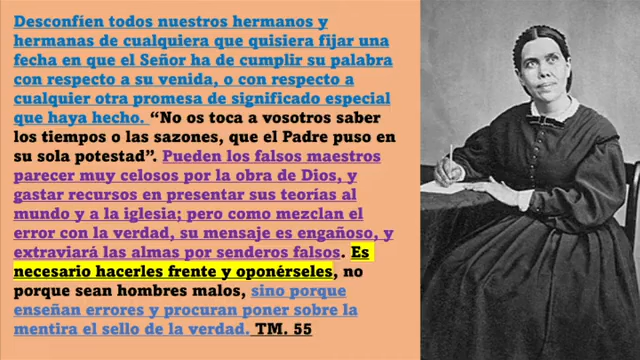 Desconfíen todos nuestros hermanos y
hermanas de cualquiera que quisiera fijar una
fecha en que el Señor ha de cumplir su palabra
con respecto a su venida, o con respecto a
cualquier otra promesa de significado especial
que haya hecho. “No os toca a vosotros saber
los tiempos o las sazones, que el Padre puso en
su sola potestad”. Pueden los falsos maestros
parecer muy celosos por la obra de Dios, y
gastar recursos en presentar sus teorías al
mundo y a la iglesia; pero como mezclan el
error con la verdad, su mensaje es engañoso, y
extraviará las almas por senderos falsos. Es
necesario hacerles frente y oponérseles, no
porque sean hombres malos, sino porque
enseñan errores y procuran poner sobre la
mentira el sello de la verdad. TM. 55